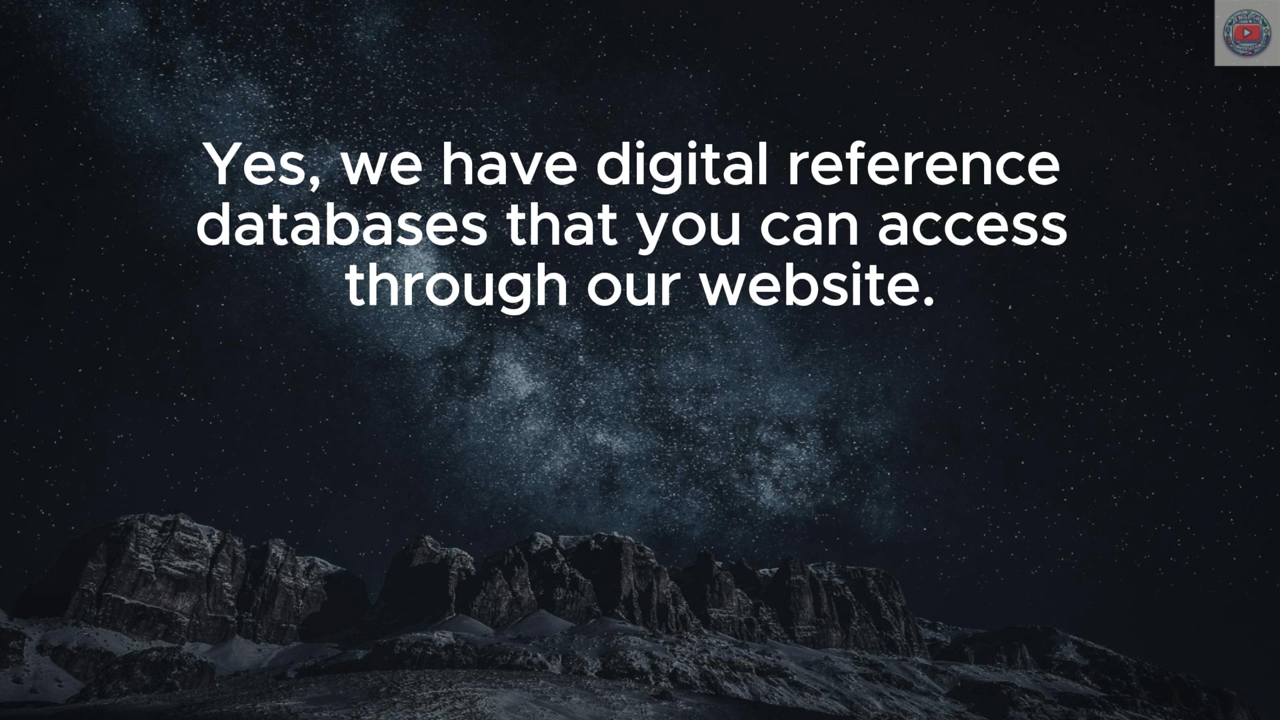 Yes, we have digital reference
databases that you can access
through our website.